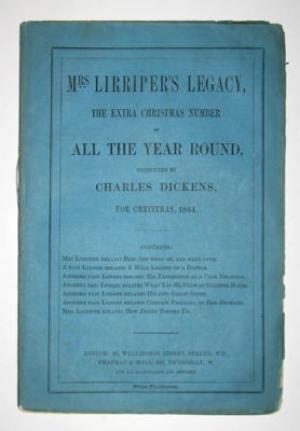 MRS LIRRIPER'S LEGACY,
THE EXTRA CHRISTMAS NUMBER
OF
ALL THE YEAR ROUND,
CONDUCTED BY
CHARLES DICKENS,
FOR CHRISTMAS, 1864.
CONTENTS:
MRS LIRRIPER RELATES HOW SHE WENT ON, AND WENT OVER.
A PAST LODGER RELATES A WILD LEGEND OF A DOCTOR.
ANOTHER PAST LODGER RELATES HIS EXPERIENCE AS A POOR RELATION.
ANOTHER PAST LODGER RELATES WHAT LOT HE DREW AT GLUMPER HOUSE.
ANOTHER PAST LODGER RELATES HIS OWN GHOST STORY.
ANOTHER PAST LODGER RELATES CERTAIN PASSAGES TO HER HUSBAND.
MRS LIRRIPER RELATES HOW JEMMY TOPPED UP.
LONDON: 26, WELLINGTON STREET, STRAND, W.C.
CHAPMAN & HALL, 193, PICCADILLY, W.